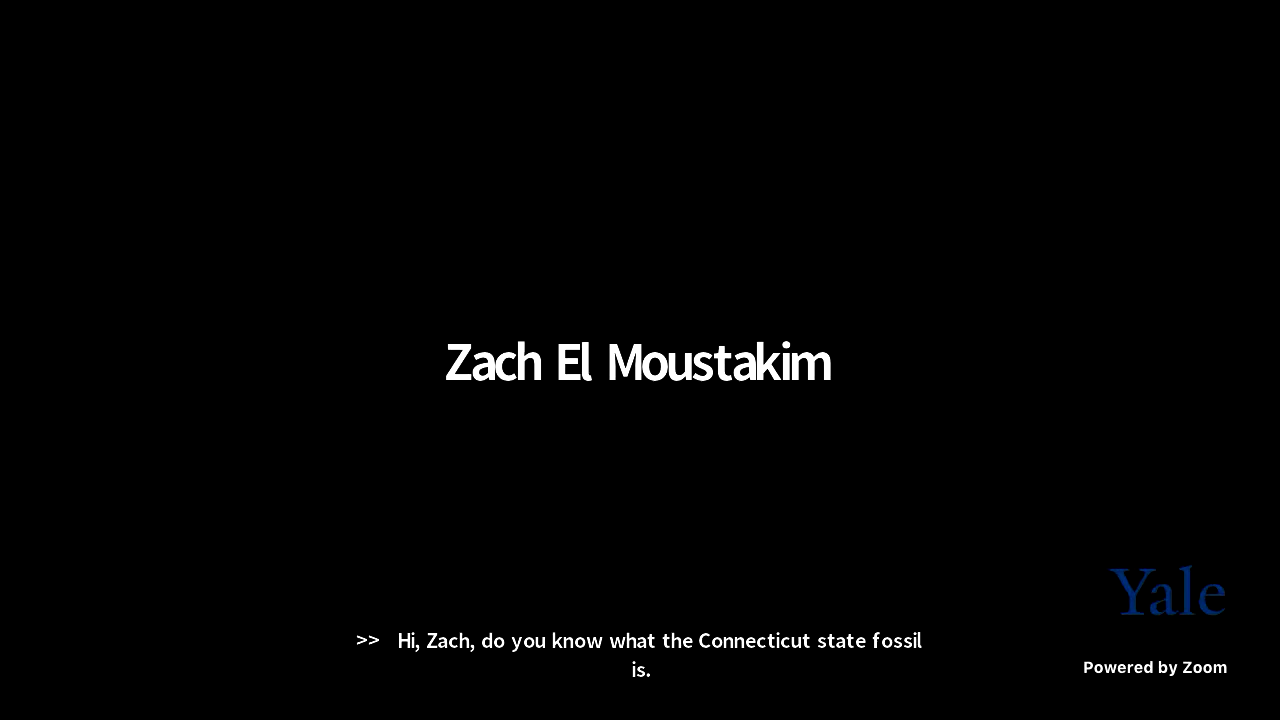 Zach El Moustakim
Yale
>> Hi, Zach, do you know what the Connecticut state fossil
is.
Powered by Zoom